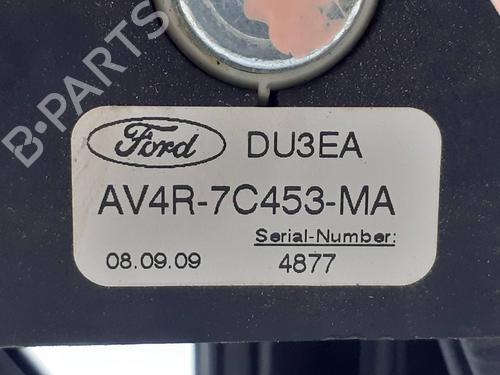 B-PARTS
Ford DU3EA
AV4R-7C453-MA
Serial-Number:
08.09.09 4877